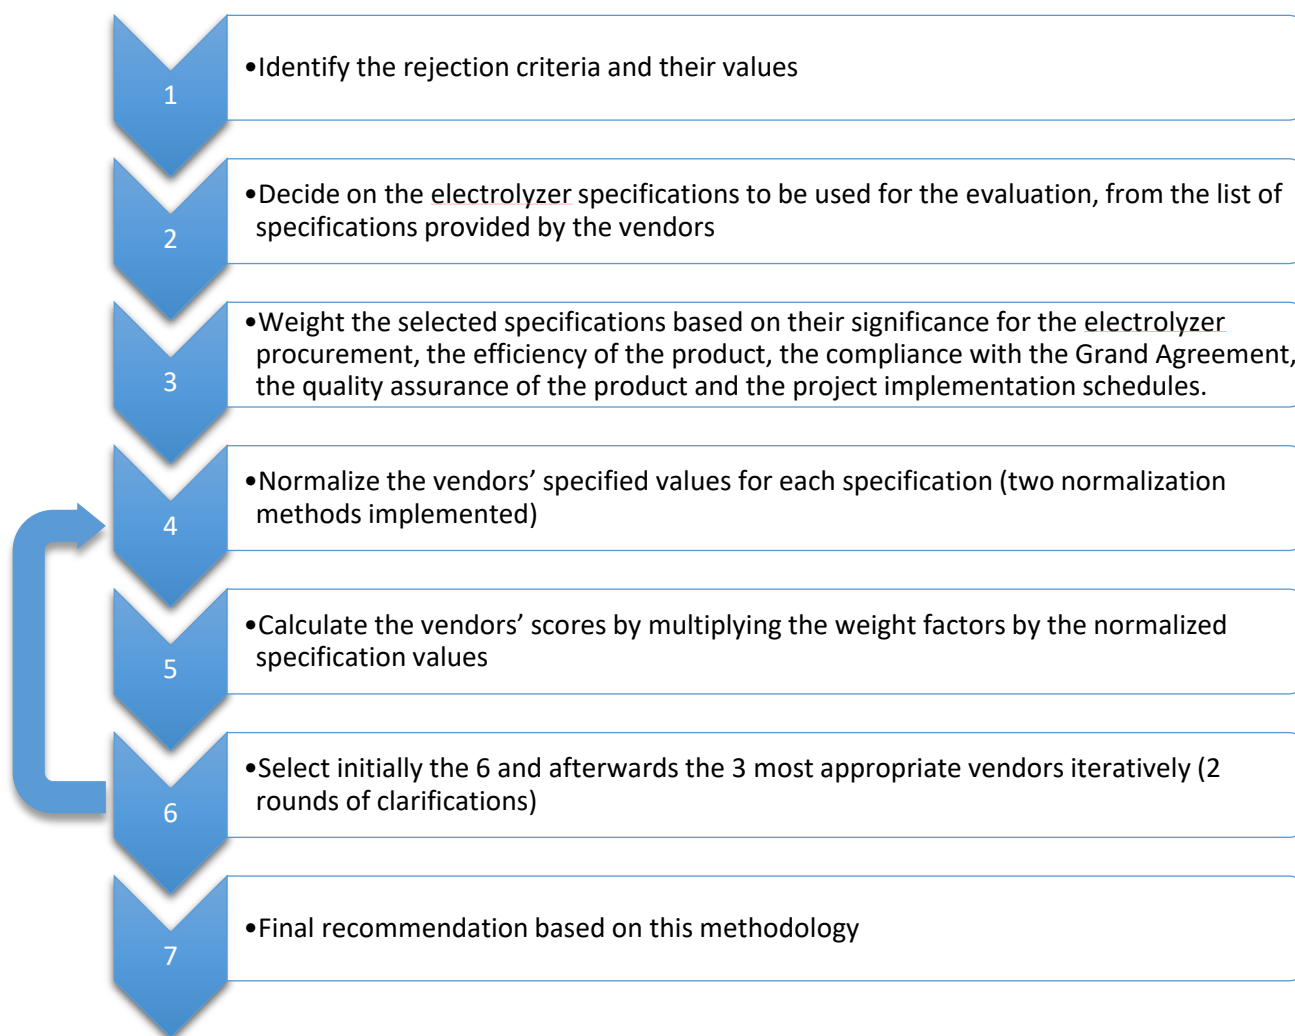 1
•Identify the rejection criteria and their values
2
•Decide on the electrolyzer specifications to be used for the evaluation, from the list of
specifications provided by the vendors
3
•Weight the selected specifications based on their significance for the electrolyzer
procurement, the efficiency of the product, the compliance with the Grand Agreement,
the quality assurance of the product and the project implementation schedules.
4
•Normalize the vendors’ specified values for each specification (two normalization
methods implemented)
5
•Calculate the vendors’ scores by multiplying the weight factors by the normalized
specification values
6
•Select initially the 6 and afterwards the 3 most appropriate vendors iteratively (2
rounds of clarifications)
7
•Final recommendation based on this methodology